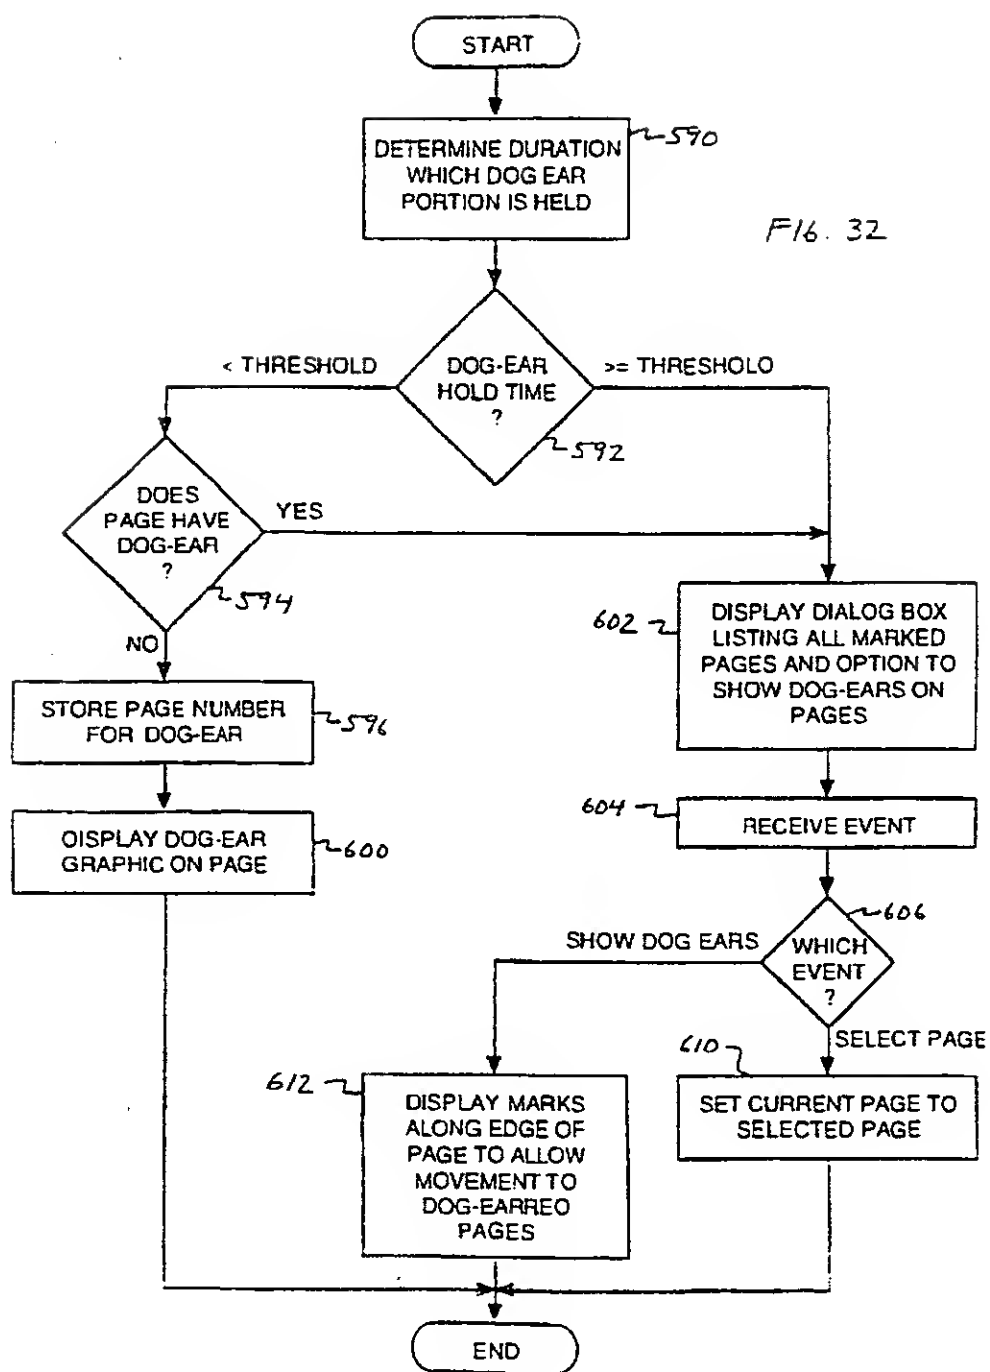 START
DETERMINE DURATION
WHICH DOG EAR
PORTION IS HELD
590
FIG. 32
DOG-EAR
HOLD TIME
?
592
< THRESHOLD
>= THRESHOLO
DOES
PAGE HAVE
DOG-EAR
?
594
YES
NO
STORE PAGE NUMBER
FOR DOG-EAR
596
OISPLAY DOG-EAR
GRAPHIC ON PAGE
600
602
DISPLAY DIALOG BOX
LISTING ALL MARKED
PAGES AND OPTION TO
SHOW DOG-EARS ON
PAGES
604
RECEIVE EVENT
606
WHICH
EVENT
?
SHOW DOG EARS
SELECT PAGE
612
DISPLAY MARKS
ALONG EDGE OF
PAGE TO ALLOW
MOVEMENT TO
DOG-EARREO
PAGES
610
SET CURRENT PAGE TO
SELECTED PAGE
END